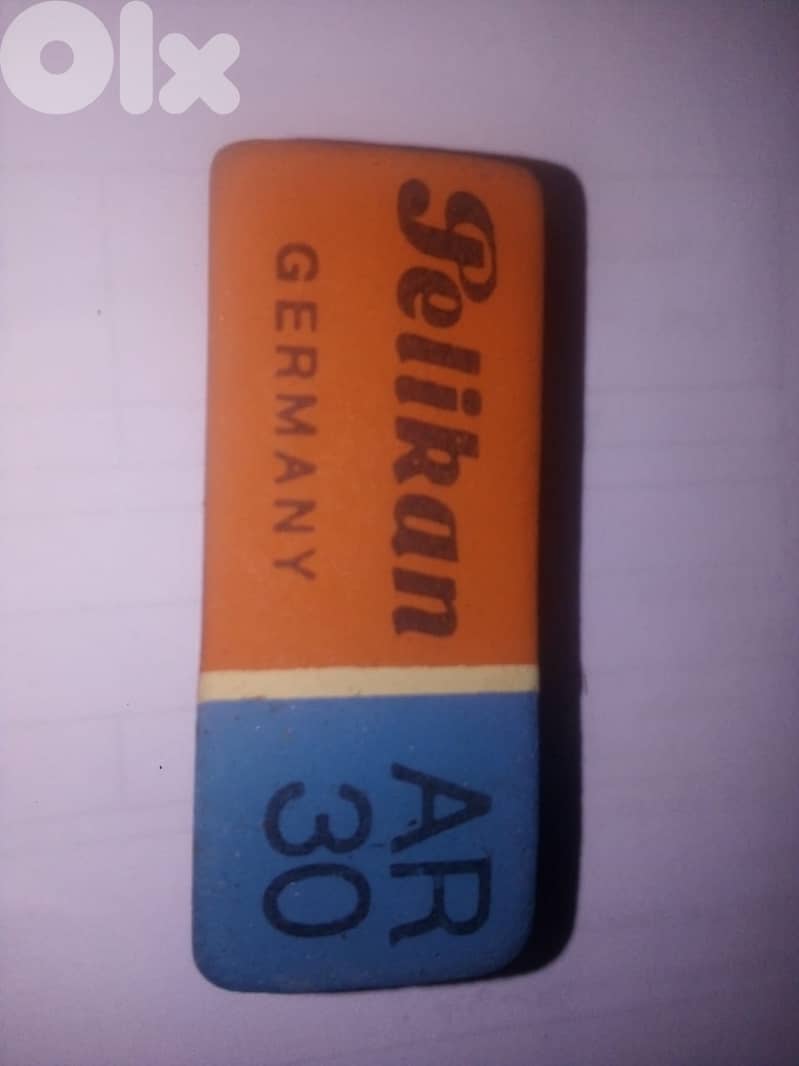 OLX
Pelikan
GERMANY
AR
30